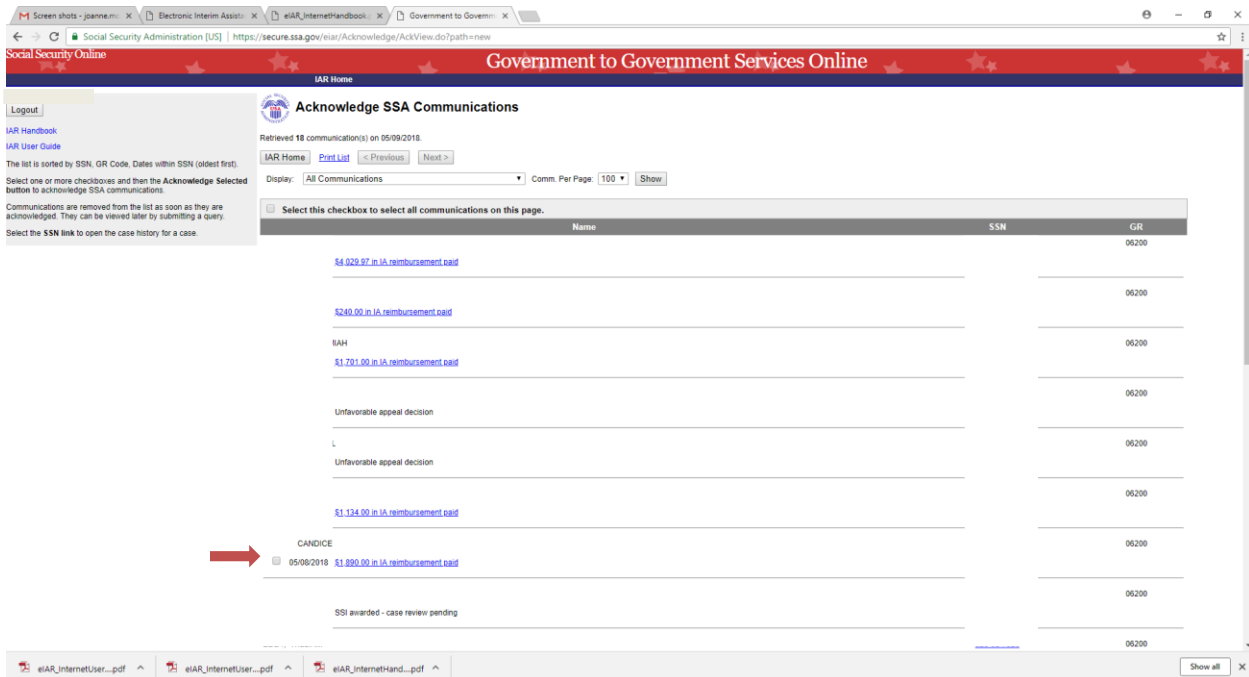 Screen shots - joanne.mc
Electronic Interim Assista
eIAR_InternetHandbook.p
Government to Governm
Social Security Administration [US] | https://secure.ssa.gov/eiar/Acknowledge/AckView.do?path=new
Social Security Online
Government to Government Services Online
IAR Home
Logout
IAR Handbook
IAR User Guide
The list is sorted by SSN, GR Code, Dates within SSN (oldest first).
Select one or more checkboxes and then the Acknowledge Selected
button to acknowledge SSA communications.
Communications are removed from the list as soon as they are
acknowledged. They can be viewed later by submitting a query.
Select the SSN link to open the case history for a case.
Acknowledge SSA Communications
Retrieved 18 communication(s) on 05/09/2018.
IAR Home Print List < Previous Next >
Display: All Communications Comm. Per Page: 100 Show
Select this checkbox to select all communications on this page.
Name SSN GR
06200
$4,029.97 in IA reimbursement paid
06200
$240.00 in IA reimbursement paid
IIAH 06200
$1,701.00 in IA reimbursement paid
06200
Unfavorable appeal decision
06200
Unfavorable appeal decision
06200
$1,134.00 in IA reimbursement paid
CANDICE 06200
05/08/2018 $1,890.00 in IA reimbursement paid
06200
SSI awarded - case review pending
06200
eIAR_InternetUser....pdf eIAR_InternetUser....pdf eIAR_InternetHand....pdf Show all